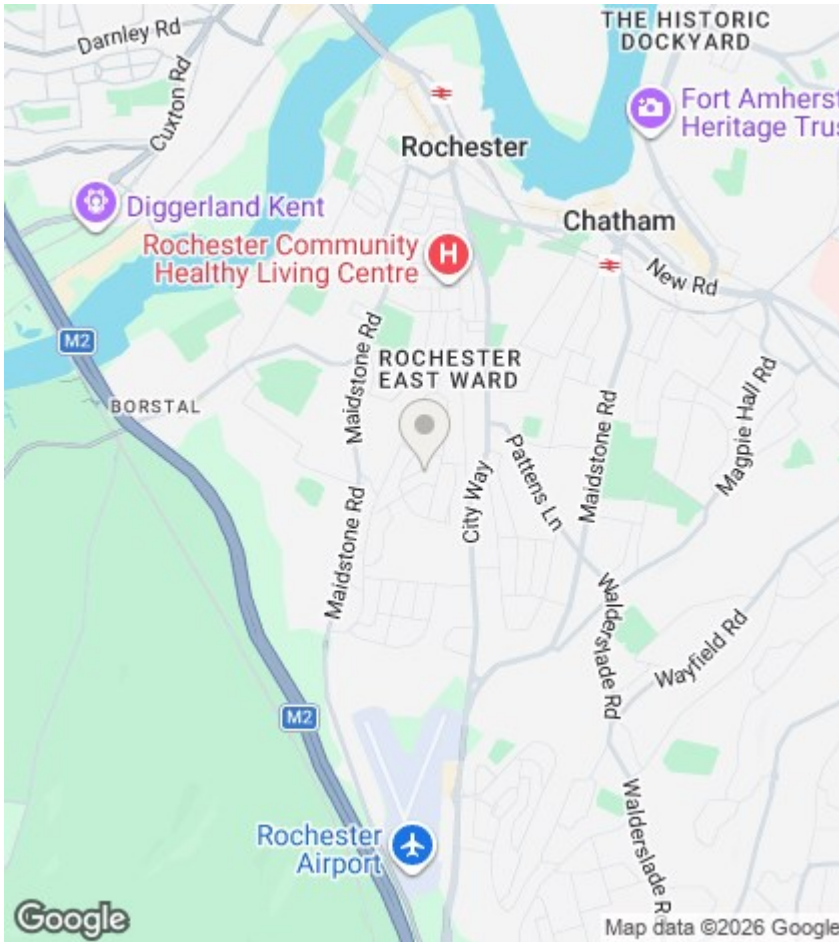 THE HISTORIC
DOCKYARD
Darnley Rd
Cuxton Rd
Fort Amherst
Heritage Trus
Rochester
Diggerland Kent
Chatham
Rochester Community
Healthy Living Centre
H
New Rd
M2
Maidstone Rd
ROCHESTER
EAST WARD
BORSTAL
Magpie Hall Rd
Maidstone Rd
Pattens Ln
City Way
Maidstone Rd
Walderslade Rd
Wayfield Rd
M2
Walderslade Rd
Rochester
Airport
Google
Map data ©2026 Google